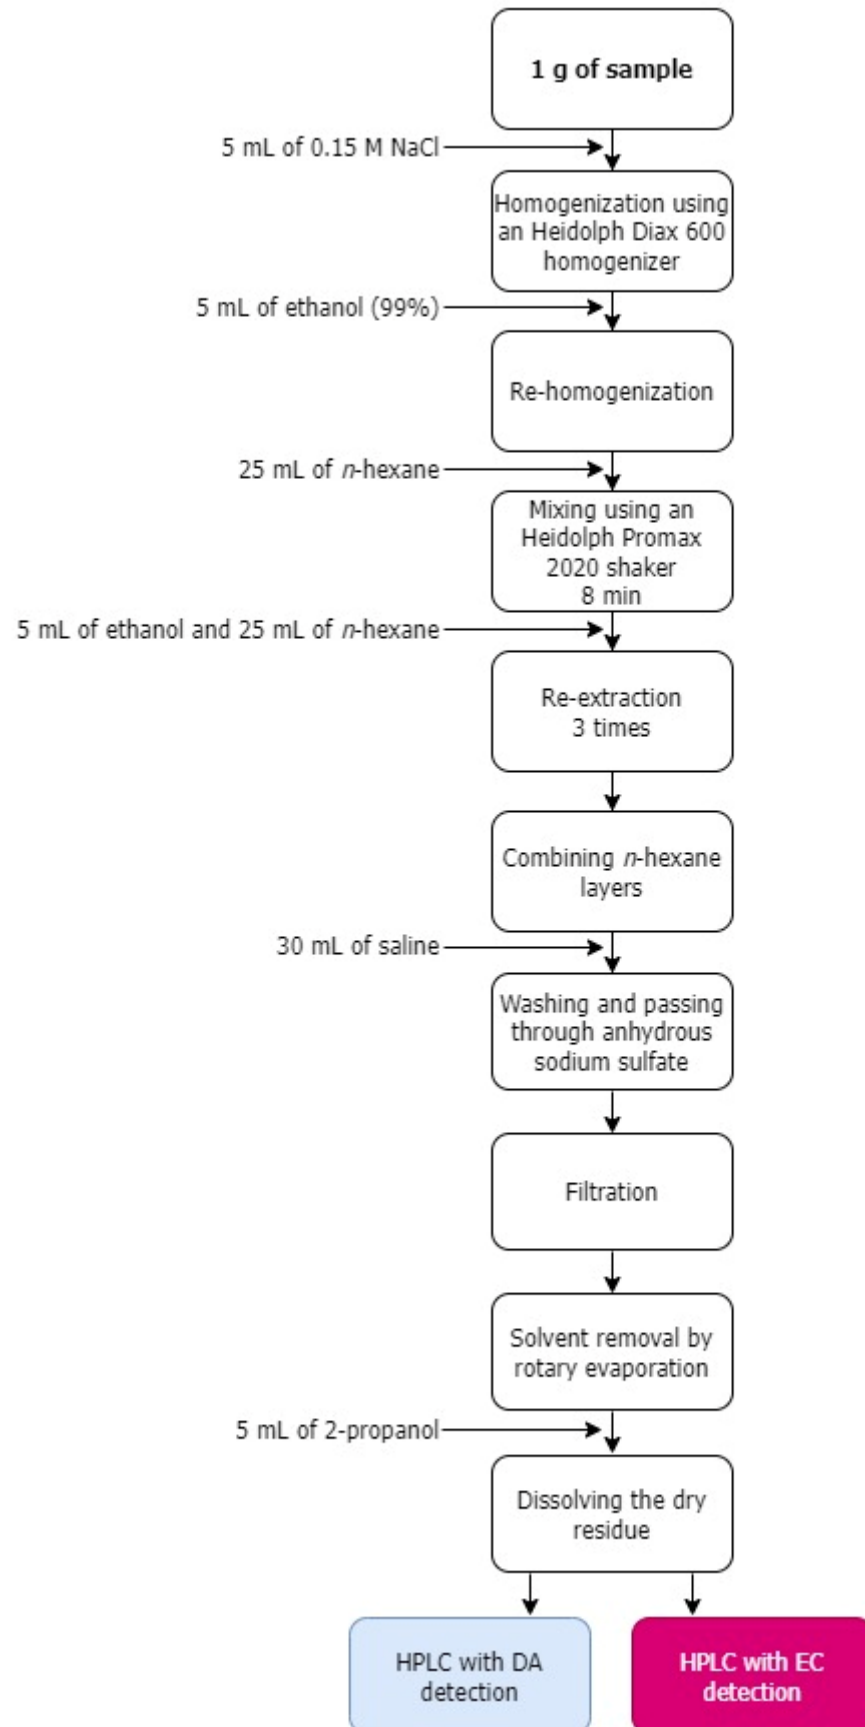 1 g of sample
5 mL of 0.15 M NaCl
Homogenization using
an Heidolph Diax 600
homogenizer
5 mL of ethanol (99%)
Re-homogenization
25 mL of n-hexane
Mixing using an
Heidolph Promax
2020 shaker
8 min
5 mL of ethanol and 25 mL of n-hexane
Re-extraction
3 times
Combining n-hexane
layers
30 mL of saline
Washing and passing
through anhydrous
sodium sulfate
Filtration
Solvent removal by
rotary evaporation
5 mL of 2-propanol
Dissolving the dry
residue
HPLC with DA
detection
HPLC with EC
detection